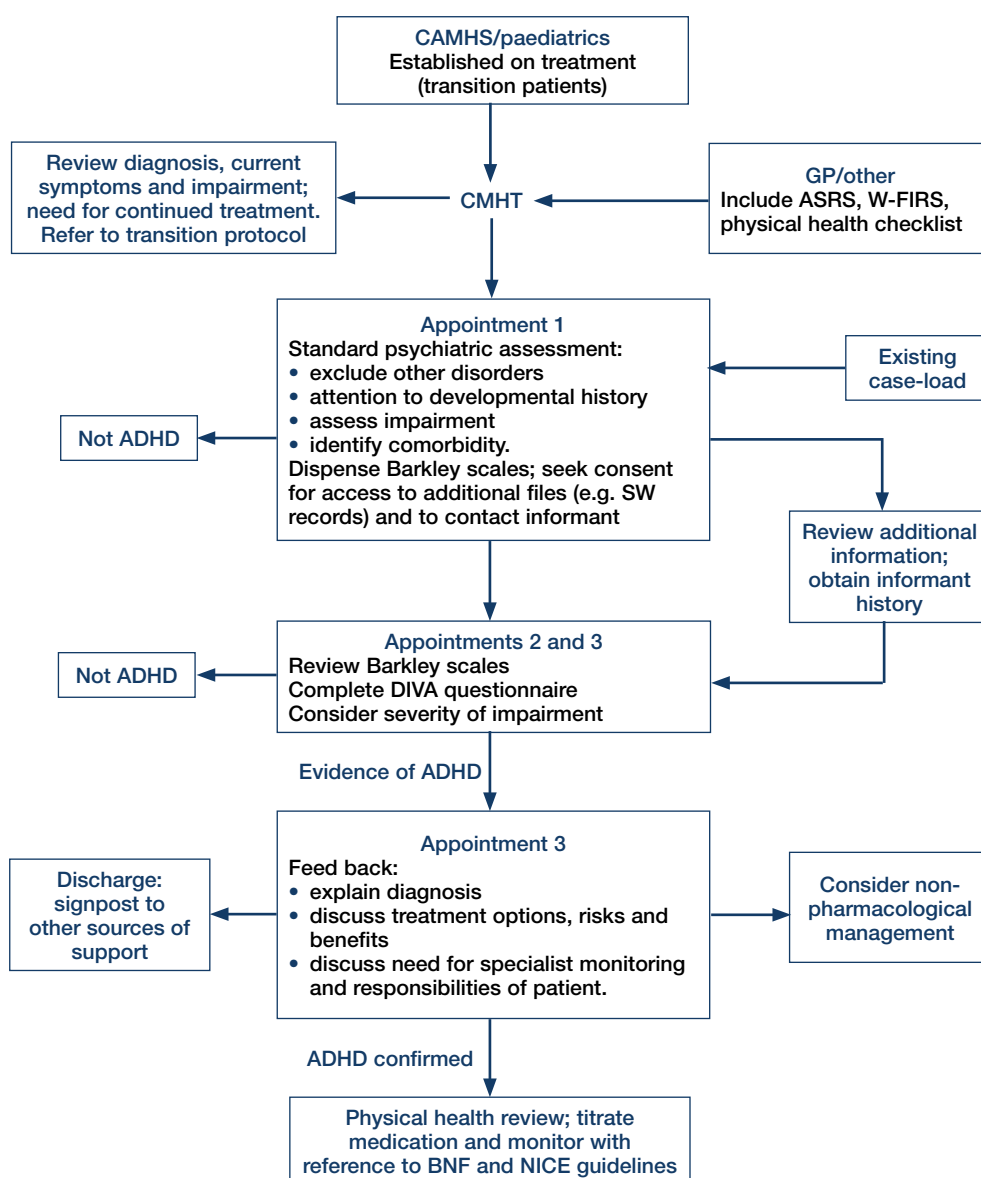 CAMHS/paediatrics
Established on treatment
(transition patients)
Review diagnosis, current
symptoms and impairment;
need for continued treatment.
Refer to transition protocol
CMHT
GP/other
Include ASRS, W-FIRS,
physical health checklist
Appointment 1
Standard psychiatric assessment:
• exclude other disorders
• attention to developmental history
• assess impairment
• identify comorbidity.
Dispense Barkley scales; seek consent
for access to additional files (e.g. SW
records) and to contact informant
Existing
case-load
Not ADHD
Review additional
information;
obtain informant
history
Appointments 2 and 3
Review Barkley scales
Complete DIVA questionnaire
Consider severity of impairment
Not ADHD
Evidence of ADHD
Appointment 3
Feed back:
• explain diagnosis
• discuss treatment options, risks and
benefits
• discuss need for specialist monitoring
and responsibilities of patient.
Discharge:
signpost to
other sources of
support
Consider non-
pharmacological
management
ADHD confirmed
Physical health review; titrate
medication and monitor with
reference to BNF and NICE guidelines